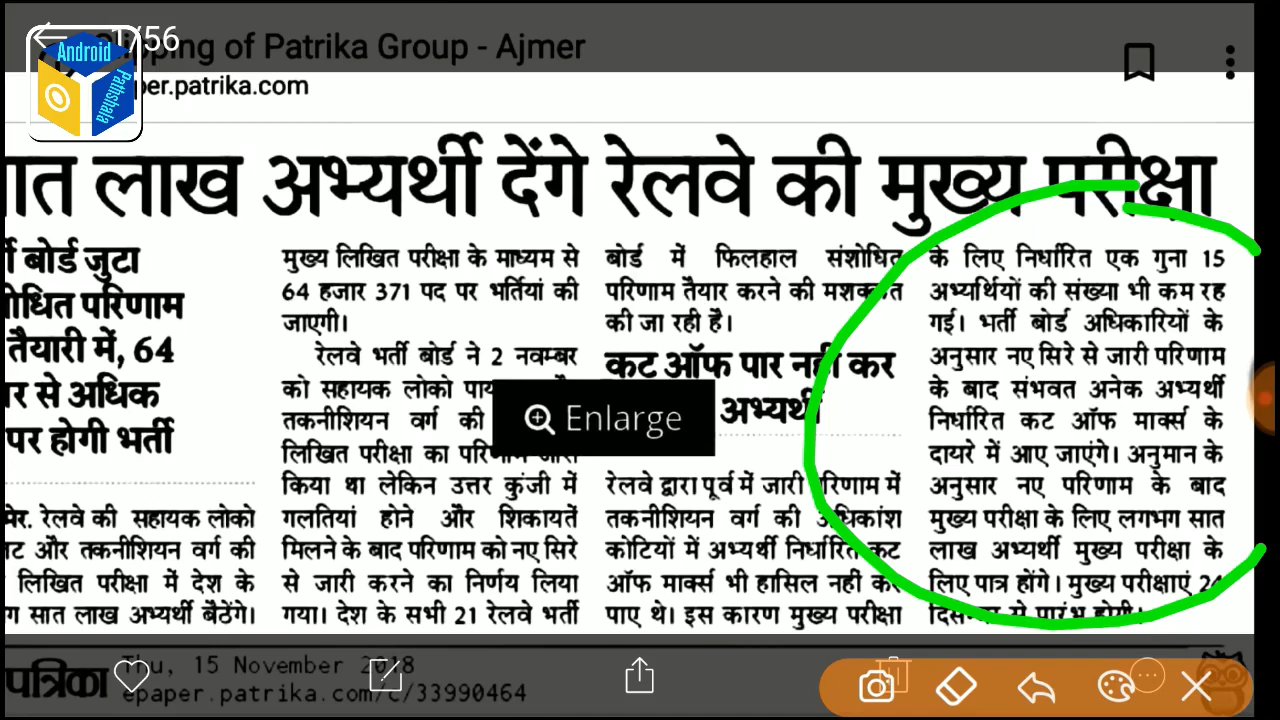 1/56
Clipping of Patrika Group - Ajmer
Android
Pathshala
epaper.patrika.com
सात लाख अभ्यर्थी देंगे रेलवे की मुख्य परीक्षा
बोर्ड जुटा
परिणाम
तैयारी में, 64
से अधिक
पर होगी भर्ती
रेलवे की सहायक लोको
और तकनीशियन वर्ग की
लिखित परीक्षा में देश के
सात लाख अभ्यर्थी बैठेंगे।
मुख्य लिखित परीक्षा के माध्यम से
64 हजार 371 पद पर भर्तियां की
जाएगी।
रेलवे भर्ती बोर्ड ने 2 नवम्बर
को सहायक लोको
तकनीशियन वर्ग की
लिखित परीक्षा का
किया था लेकिन उत्तर कुंजी में
गलतियां होने और शिकायतें
मिलने के बाद परिणाम को नए सिरे
से जारी करने का निर्णय लिया
गया। देश के सभी 21 रेलवे भर्ती
बोर्ड में फिलहाल संशोधित
परिणाम तैयार करने की मशक्कत
की जा रही है।
कट ऑफ पार नहीं कर
अभ्यर्थी
Enlarge
रेलवे द्वारा पूर्व में जारी परिणाम में
तकनीशियन वर्ग की अधिकांश
कोटियों में अभ्यर्थी निर्धारित कट
ऑफ मार्क्स भी हासिल नहीं कर
पाए थे। इस कारण मुख्य परीक्षा
के लिए निर्धारित एक गुना 15
अभ्यर्थियों की संख्या भी कम रह
गई। भर्ती बोर्ड अधिकारियों के
अनुसार नए सिरे से जारी परिणाम
के बाद संभवत अनेक अभ्यर्थी
निर्धारित कट ऑफ मार्क्स के
दायरे में आए जाएंगे। अनुमान के
अनुसार नए परिणाम के बाद
मुख्य परीक्षा के लिए लगभग सात
लाख अभ्यर्थी मुख्य परीक्षा के
लिए पात्र होंगे। मुख्य परीक्षाएं 24
दिसम्बर से प्रारंभ होगी।
पत्रिका
Thu, 15 November 2018
epaper.patrika.com/c/33990464